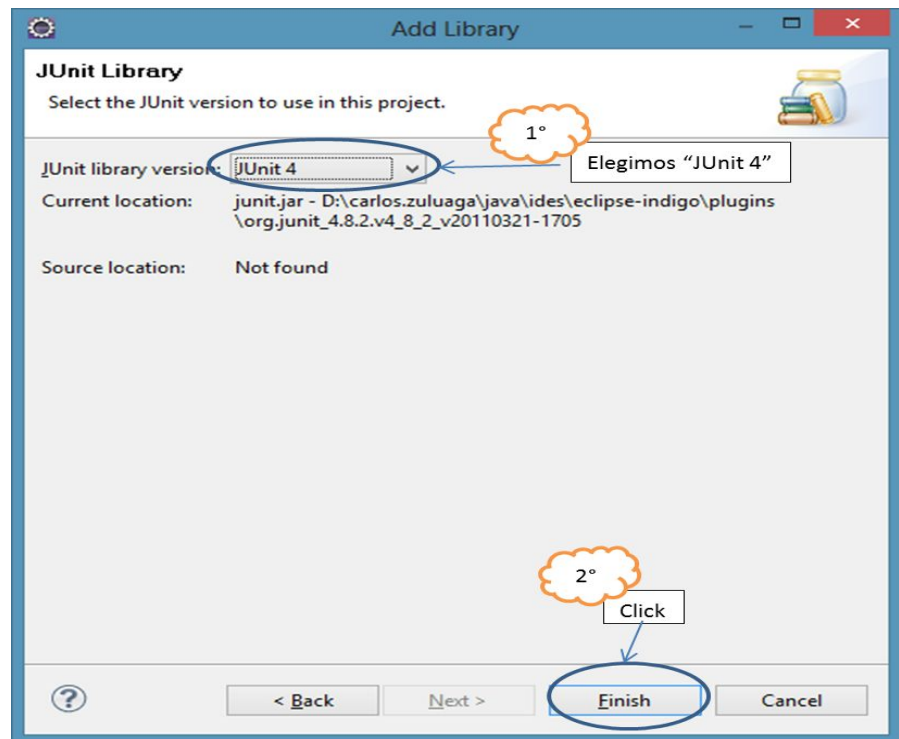 Add Library
JUnit Library
Select the JUnit version to use in this project.
1°
JUnit library version: JUnit 4
Elegimos “JUnit 4”
Current location: junit.jar - D:\carlos.zuluaga\java\ides\eclipse-indigo\plugins
\org.junit_4.8.2.v4_8_2_v20110321-1705
Source location: Not found
2°
Click
? < Back Next > Finish Cancel